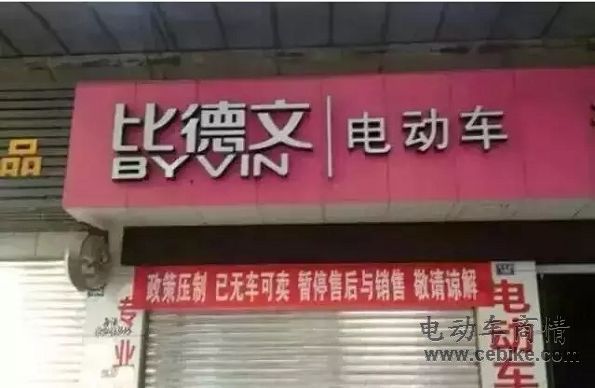 比德文
BYVIN
电动车
品
政策压制 已无车可卖 暂停售后与销售 敬请谅解
专业
电动车
电动车商情
www.cebike.com